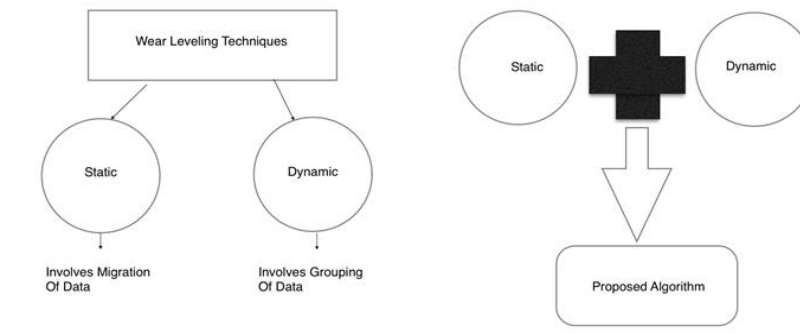 Wear Leveling Techniques
Static
Dynamic
Involves Migration
Of Data
Involves Grouping
Of Data
Static
Dynamic
Proposed Algorithm